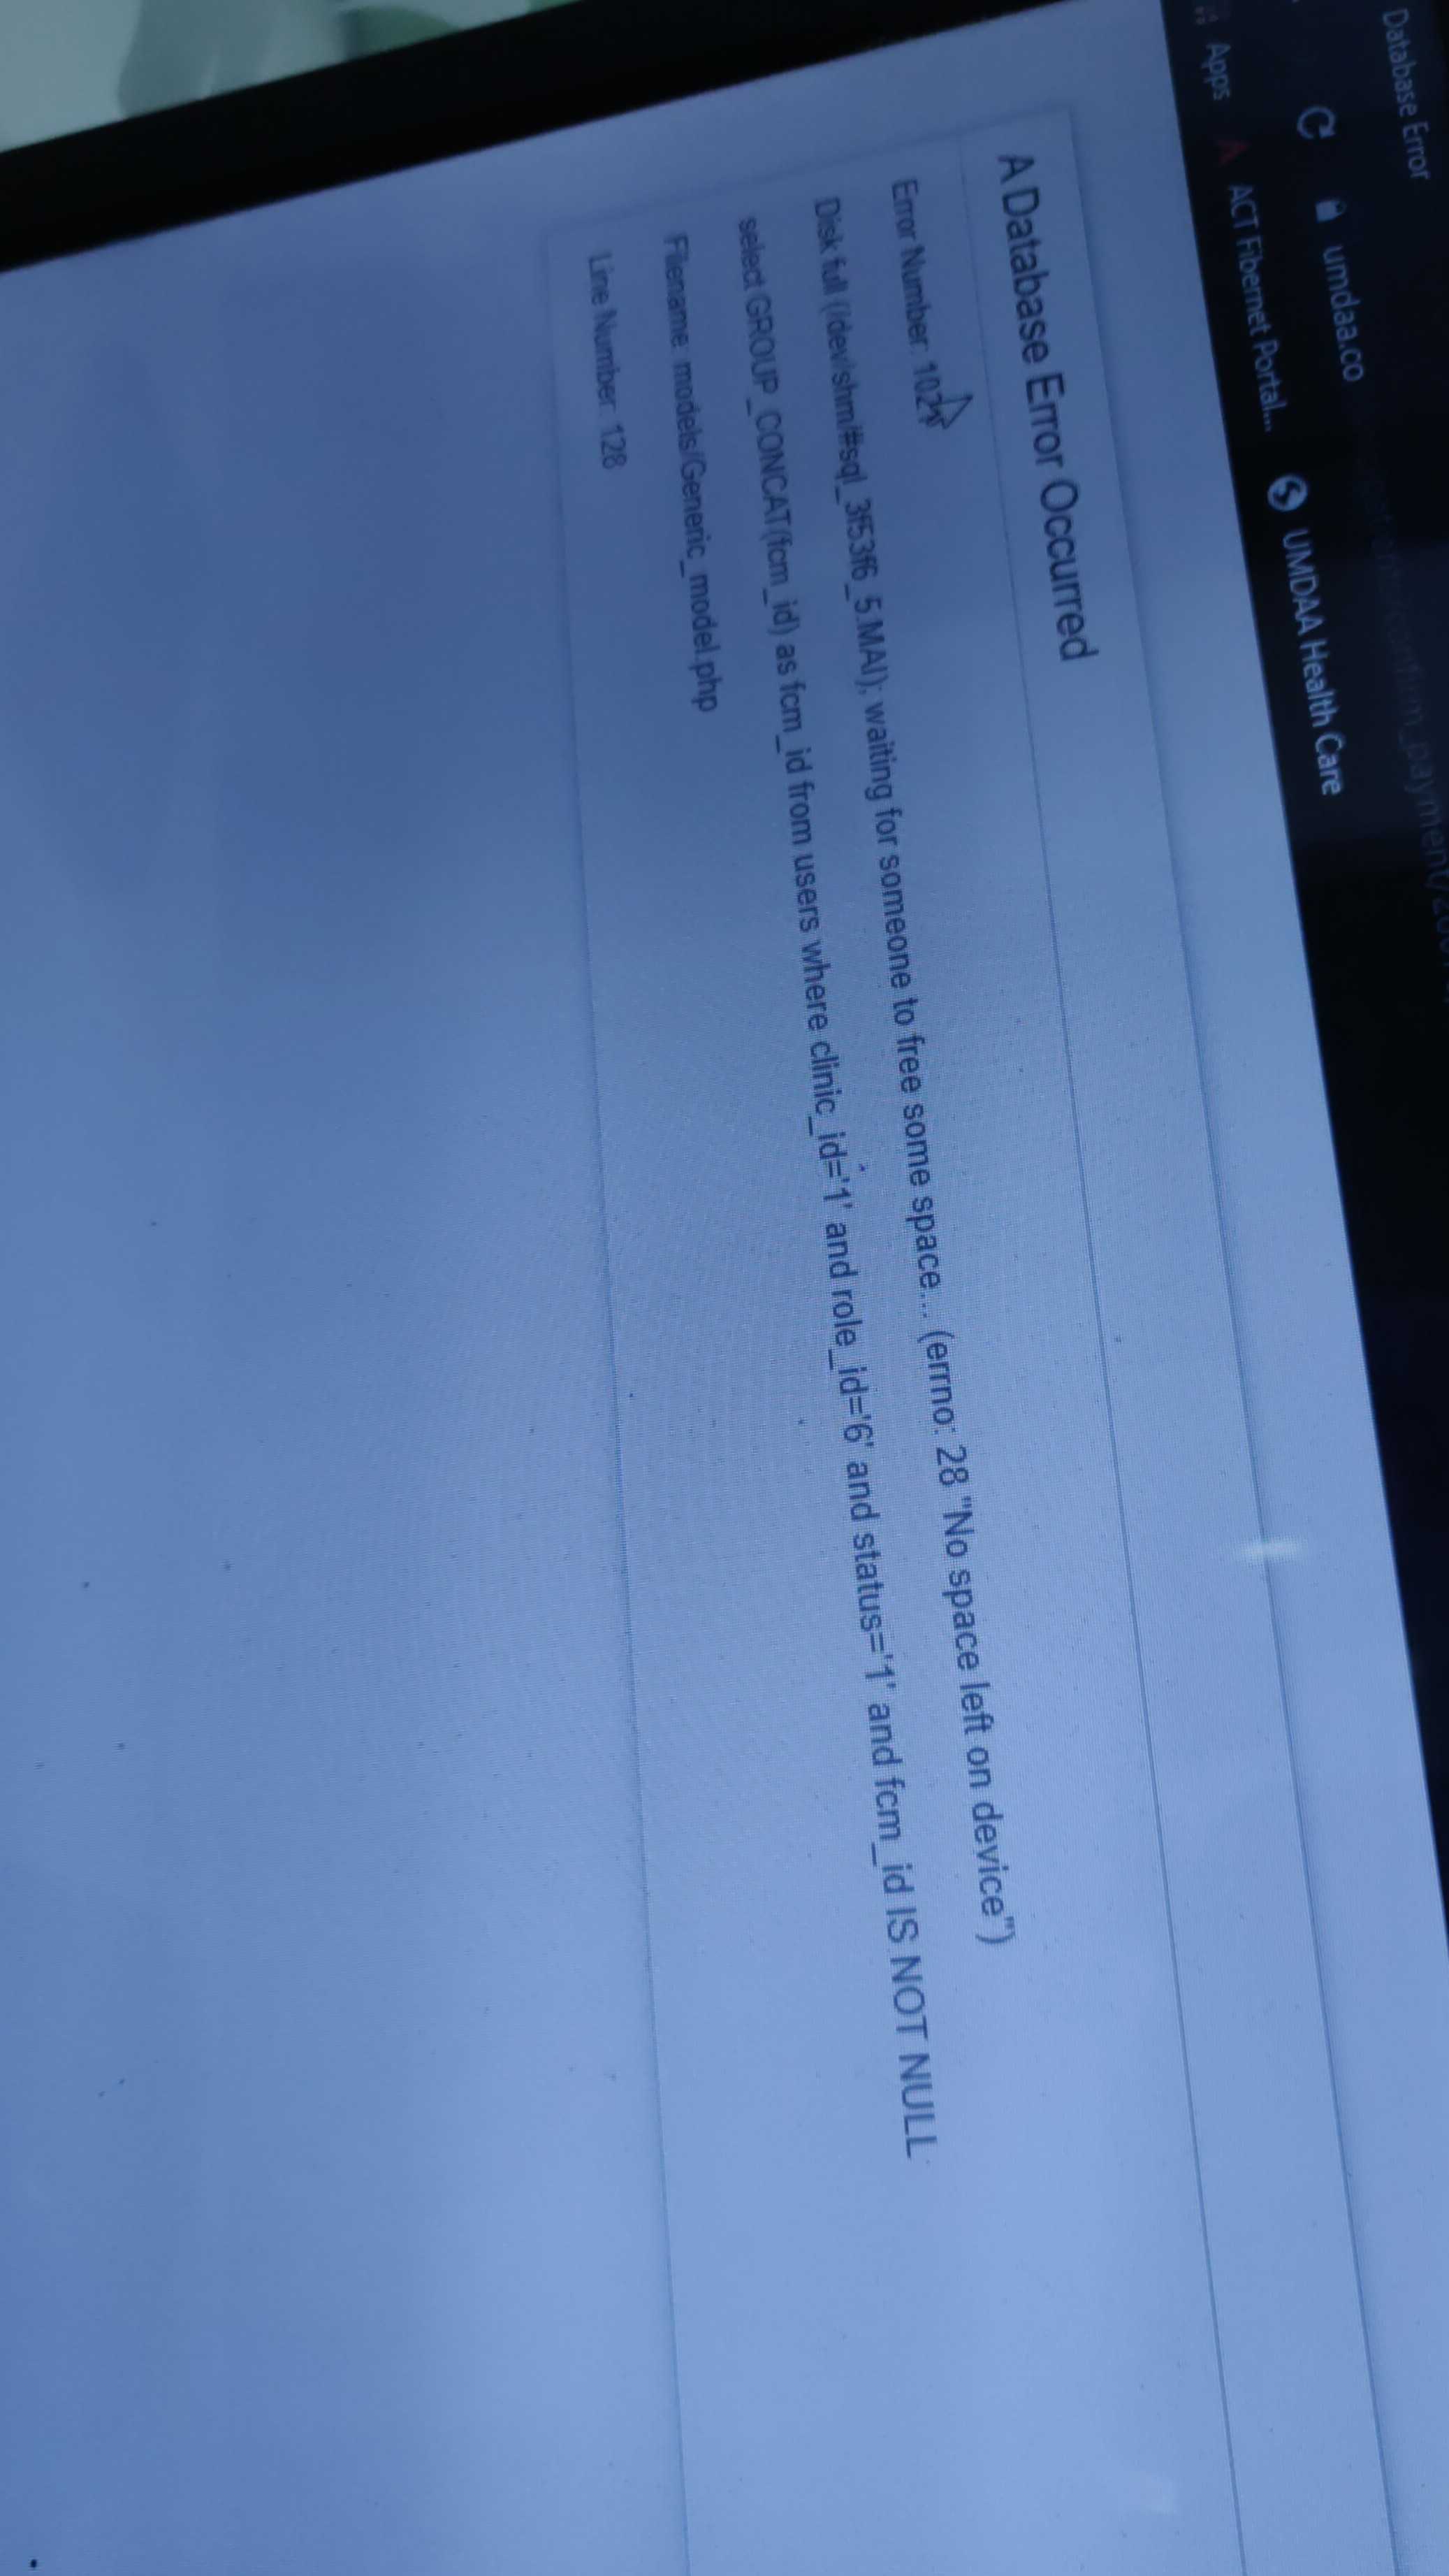 Database Error
umdaa.co
confirm_payment/
Apps ACT Fibernet Portal... UMDAA Health Care
A Database Error Occurred
Error Number:
Disk full (/dev/shm/#sql_3f53f6_5.MAI); waiting for someone to free some space... (errno: 28 "No space left on device")
select GROUP_CONCAT(fcm_id) as fcm_id from users where clinic_id='1' and role_id='6' and status='1' and fcm_id IS NOT NULL
Filename: models/Generic_model.php
Line Number: 128